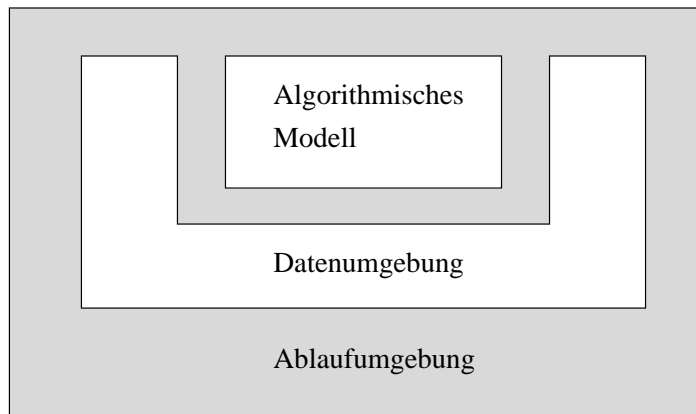 Algorithmisches
Modell
Datenumgebung
Ablaufumgebung